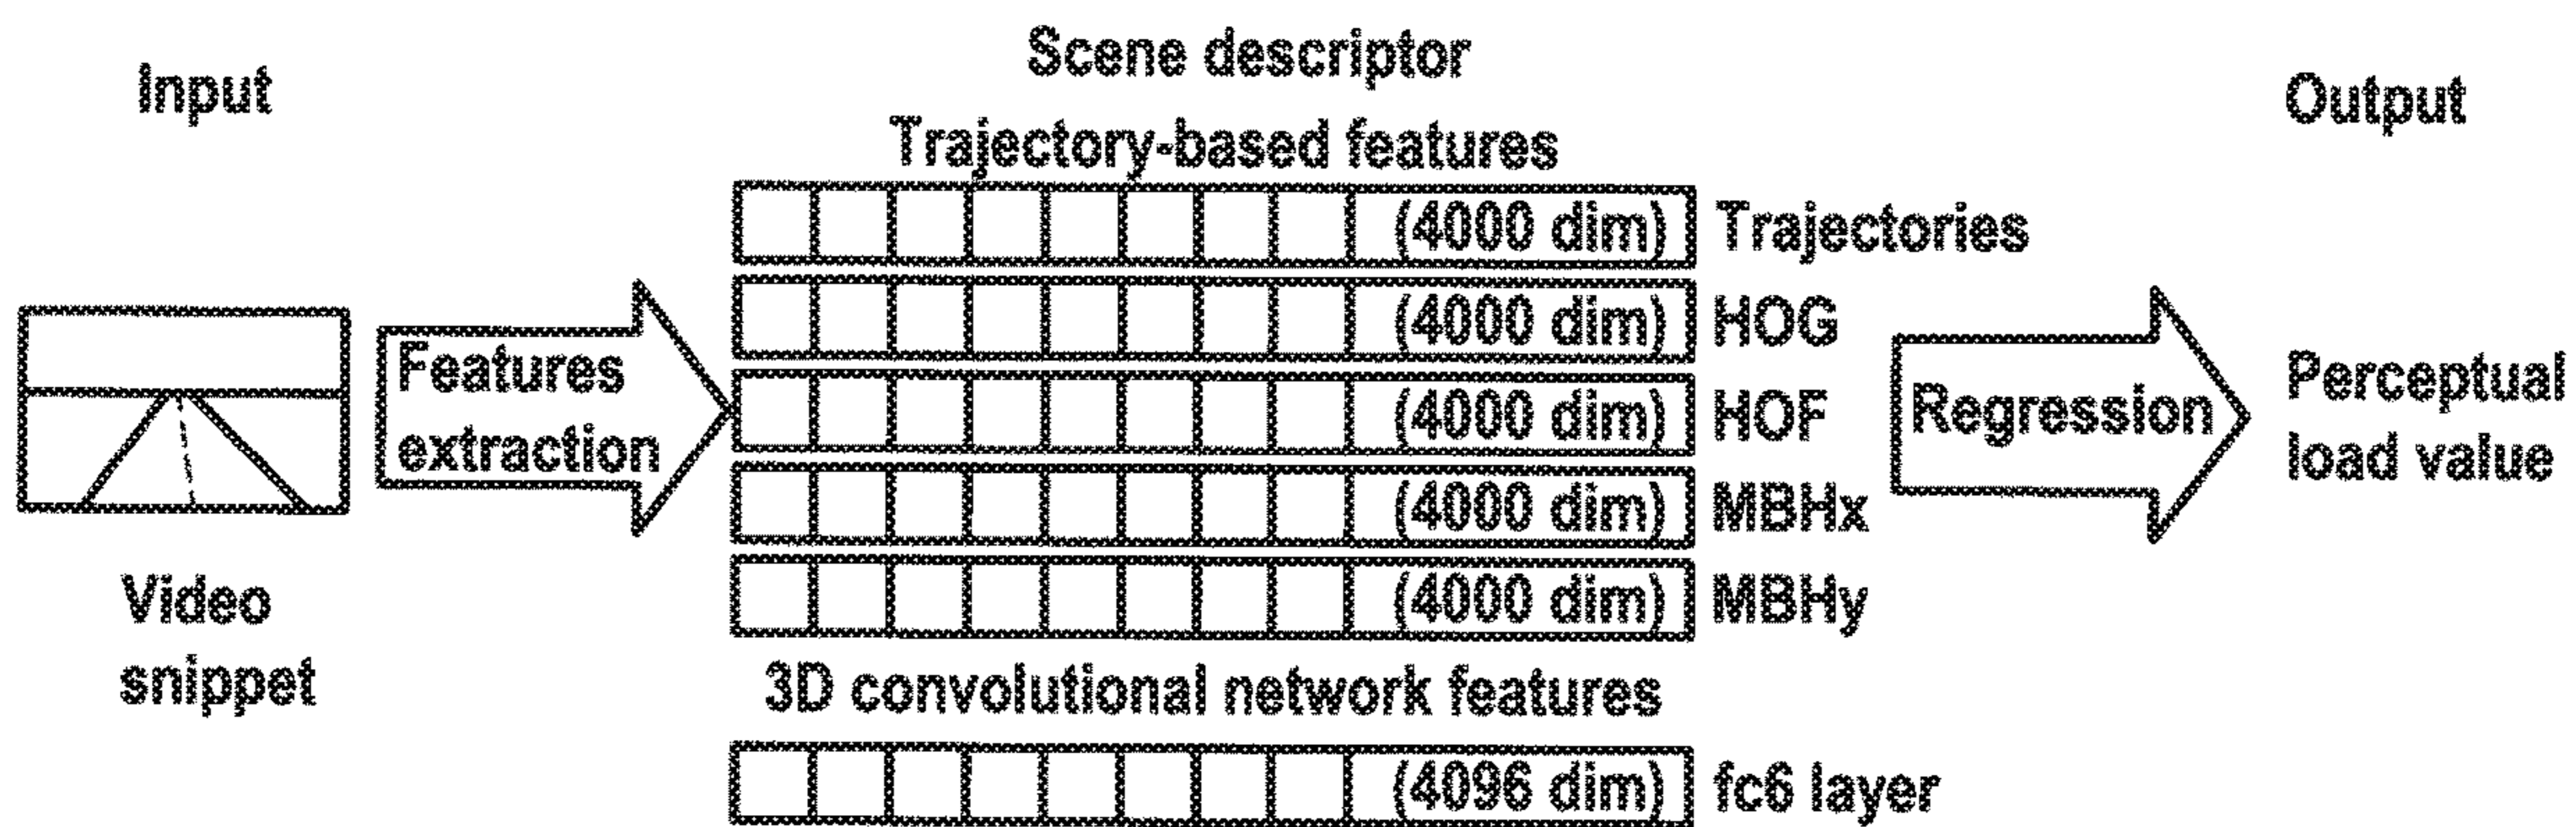 Input
Video
snippet
Features
extraction
Scene descriptor
Trajectory-based features
(4000 dim) Trajectories
(4000 dim) HOG
(4000 dim) HOF
(4000 dim) MBHx
(4000 dim) MBHy
3D convolutional network features
(4096 dim) fc6 layer
Regression
Output
Perceptual
load value